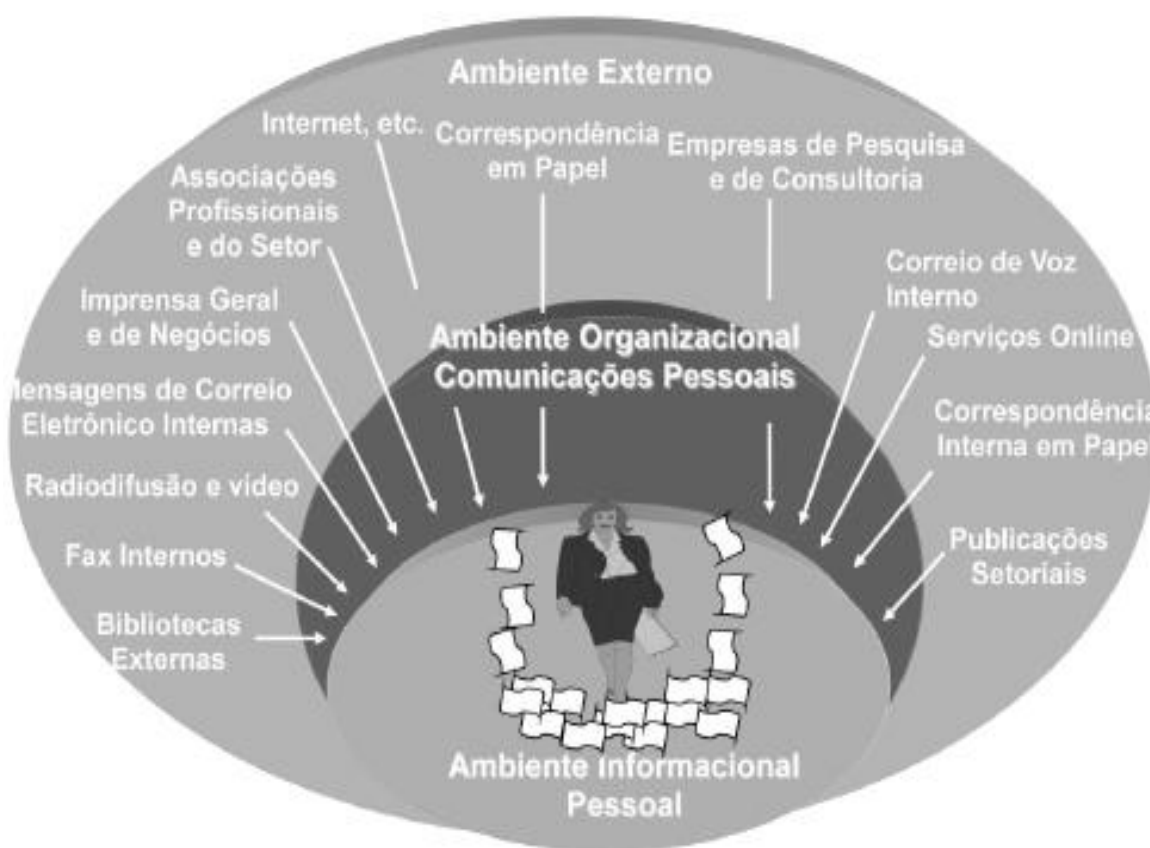 Ambiente Externo
Internet, etc.
Correspondência
em Papel
Empresas de Pesquisa
e de Consultoria
Associações
Profissionais
e do Setor
Imprensa Geral
e de Negócios
Mensagens de Correio
Eletrônico Internas
Radiodifusão e vídeo
Fax Internos
Bibliotecas
Externas
Correio de Voz
Interno
Serviços Online
Correspondência
Interna em Papel
Publicações
Setoriais
Ambiente Organizacional
Comunicações Pessoais
Ambiente Informacional
Pessoal